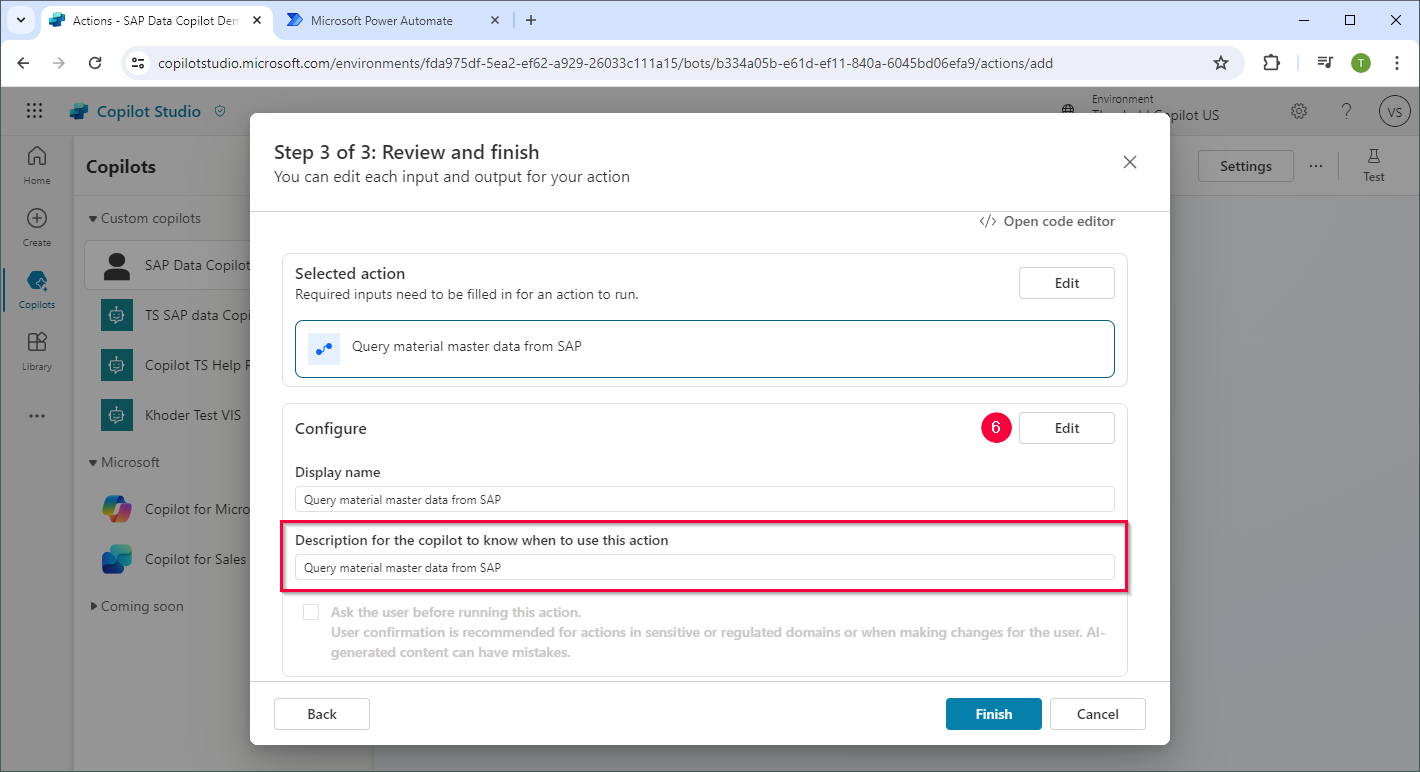 Actions - SAP Data Copilot Dem
Microsoft Power Automate
copilotstudio.microsoft.com/environments/fda975df-5ea2-ef62-a929-26033c111a15/bots/b334a05b-e61d-ef11-840a-6045bd06efa9/actions/add
T
Copilot Studio
Environment
Copilot US
VS
Home
Create
Copilots
Library
Copilots
Custom copilots
SAP Data Copilot
TS SAP data Copi
Copilot TS Help
Khoder Test VIS
Microsoft
Copilot for Micro
Copilot for Sales
Coming soon
Settings
Test
Step 3 of 3: Review and finish
You can edit each input and output for your action
</> Open code editor
Selected action
Required inputs need to be filled in for an action to run.
Edit
Query material master data from SAP
Configure
6
Edit
Display name
Query material master data from SAP
Description for the copilot to know when to use this action
Query material master data from SAP
Ask the user before running this action.
User confirmation is recommended for actions in sensitive or regulated domains or when making changes for the user. AI-
generated content can have mistakes.
Back
Finish
Cancel